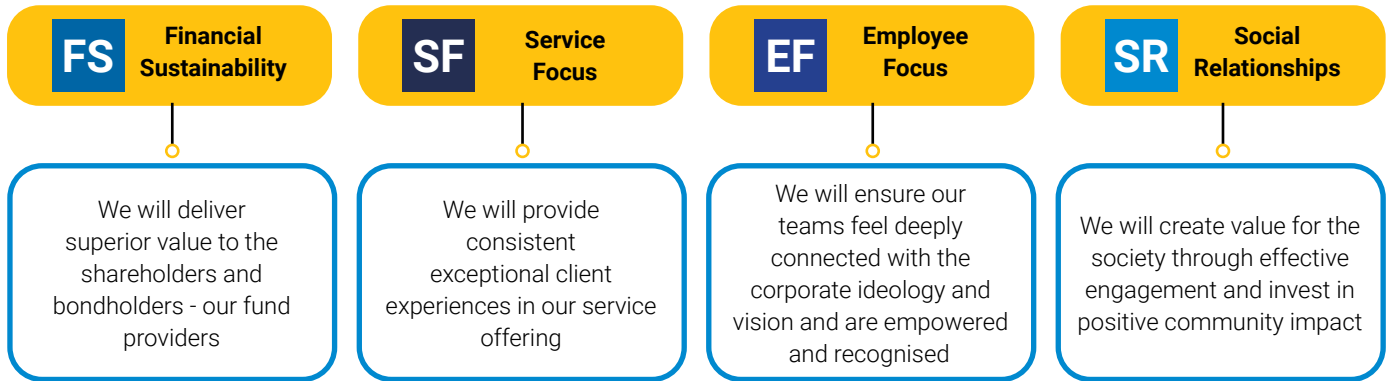 FS
Financial
Sustainability
SF
Service
Focus
EF
Employee
Focus
SR
Social
Relationships
We will deliver
superior value to the
shareholders and
bondholders - our fund
providers
We will provide
consistent
exceptional client
experiences in our service
offering
We will ensure our
teams feel deeply
connected with the
corporate ideology and
vision and are empowered
and recognised
We will create value for the
society through effective
engagement and invest in
positive community impact